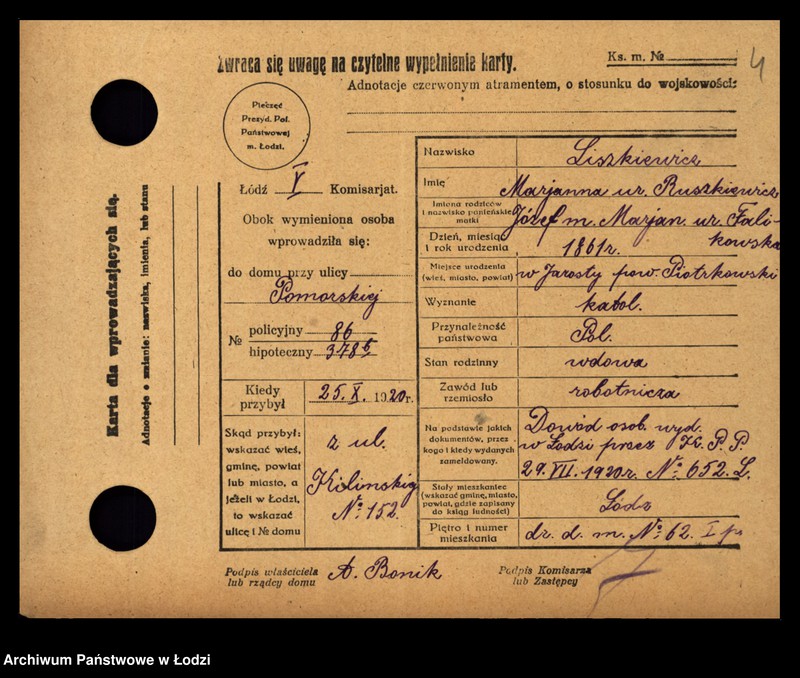 Zwraca się uwagę na czytelne wypełnienie karty.
Ks. m. №
4
Adnotacje czerwonym atramentem, o stosunku do wojskowości:
Pieczęć
Prezyd. Pol.
Państwowej
m. Łodzi.
Łódź V Komisarjat.
Obok wymieniona osoba
wprowadziła się:
do domu przy ulicy
Pomorskiej
№ policyjny 86
hipoteczny 378
Kiedy przybył 25. X. 1920r.
Skąd przybył:
wskazać wieś,
gminę, powiat
lub miasto, a
jeżeli w Łodzi,
to wskazać
ulicę i № domu
z ul.
Kilinskiej
№ 152.
Nazwisko Liszkiewicz
Imię Marjanna ur. Ruszkiewicz
Imiona rodziców
i nazwisko panieńskie
matki
Józef m. Marjan. ur. Falkowska
Dzień, miesiąc
i rok urodzenia
1861r.
Miejsce urodzenia
(wieś, miasto, powiat)
w Jarosty pow. Piotrkowski
Wyznanie katol.
Przynależność
państwowa
Pol.
Stan rodzinny wdowa
Zawód lub
rzemiosło
robotnicza
Na podstawie jakich
dokumentów, przez
kogo i kiedy wydanych
zameldowany.
Dowód osob. wyd.
w Łodzi przez K. P. P.
29. VII. 1920r. № 652. L.
Stały mieszkaniec
(wskazać gminę, miasto,
powiat, gdzie zapisany
do ksiąg ludności)
Łódz
Piętro i numer
mieszkania
dr. d. m. № 62. I p.
Podpis właściciela
lub rządcy domu
A. Bonik
Podpis Komisarza
lub Zastępcy
Karta dla wprowadzających się.
Adnotacje o zmianie: nazwiska, imienia, lub stanu
Archiwum Państwowe w Łodzi